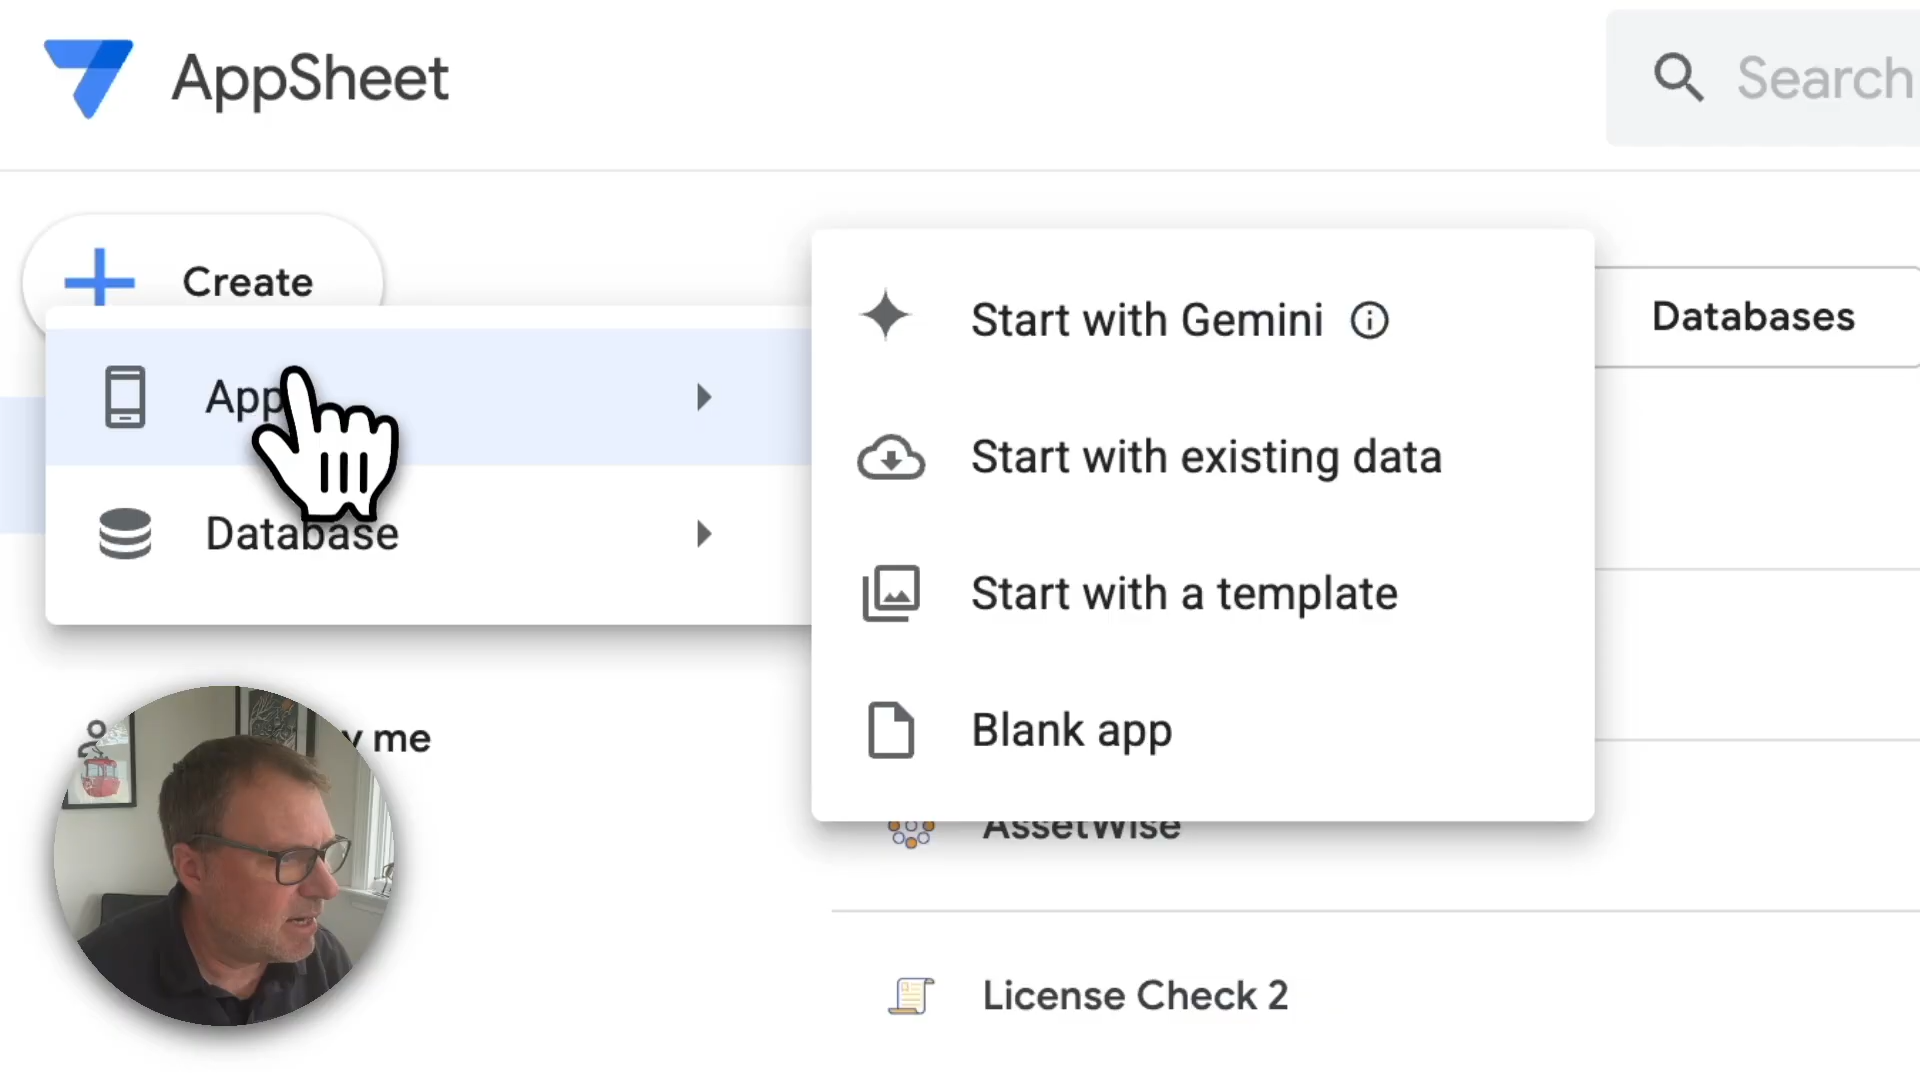 AppSheet
Search
Create
App
Database
Start with Gemini
Start with existing data
Start with a template
Blank app
Databases
y me
AssetWise
License Check 2